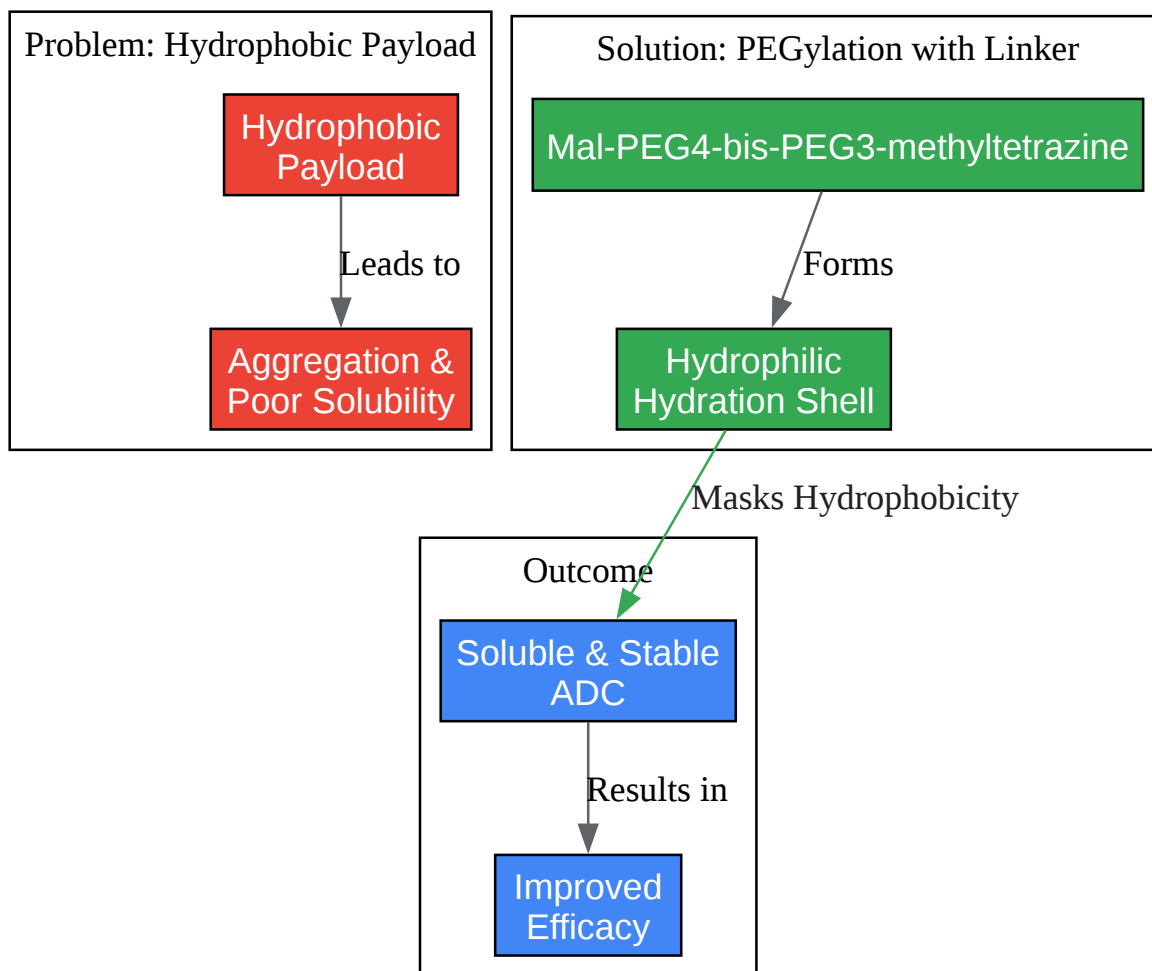 Problem: Hydrophobic Payload
Hydrophobic
Payload
Leads to
Aggregation &
Poor Solubility
Solution: PEGylation with Linker
Mal-PEG4-bis-PEG3-methyltetrazine
Forms
Hydrophilic
Hydration Shell
Masks Hydrophobicity
Outcome
Soluble & Stable
ADC
Results in
Improved
Efficacy